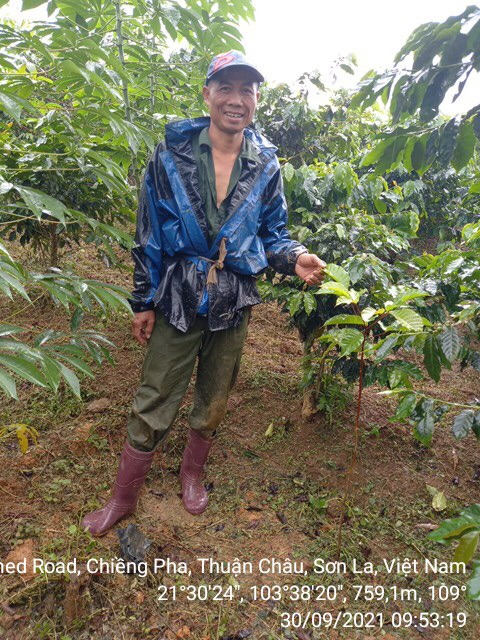 ned Road, Chiềng Pha, Thuận Châu, Sơn La, Việt Nam
21°30'24", 103°38'20", 759,1m, 109°
30/09/2021 09:53:19